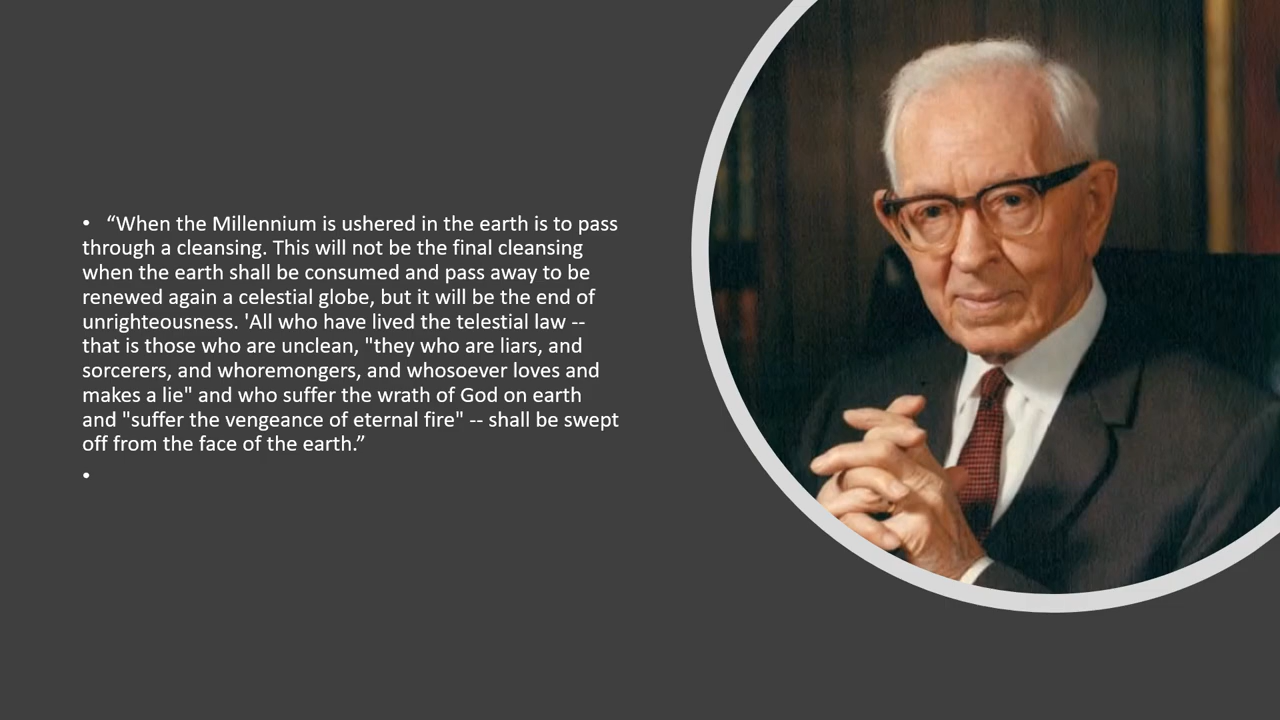 • “When the Millennium is ushered in the earth is to pass
through a cleansing. This will not be the final cleansing
when the earth shall be consumed and pass away to be
renewed again a celestial globe, but it will be the end of
unrighteousness. 'All who have lived the telestial law --
that is those who are unclean, "they who are liars, and
sorcerers, and whoremongers, and whosoever loves and
makes a lie" and who suffer the wrath of God on earth
and "suffer the vengeance of eternal fire" -- shall be swept
off from the face of the earth.”
•